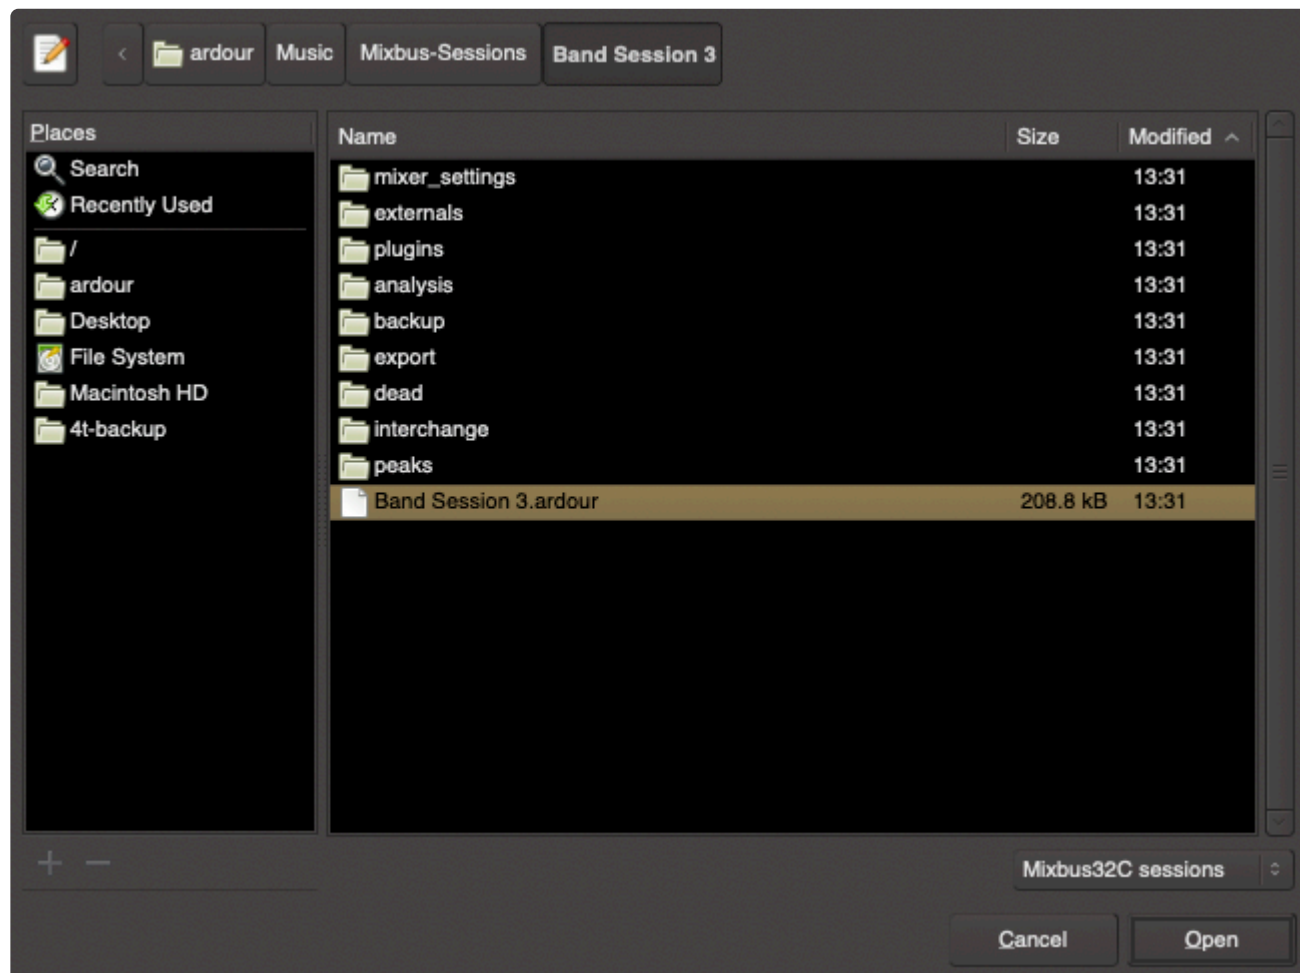 ardour Music Mixbus-Sessions Band Session 3
Places
Search
Recently Used
/
ardour
Desktop
File System
Macintosh HD
4t-backup
Name Size Modified
mixer_settings 13:31
externals 13:31
plugins 13:31
analysis 13:31
backup 13:31
export 13:31
dead 13:31
interchange 13:31
peaks 13:31
Band Session 3.ardour 208.8 kB 13:31
Mixbus32C sessions
Cancel Open